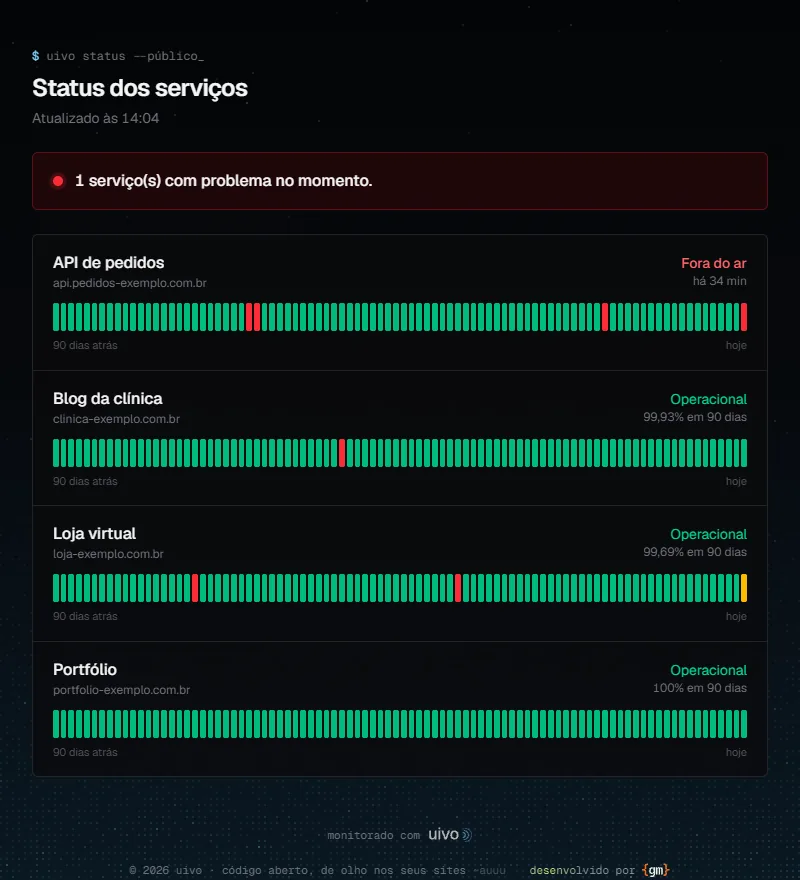 $ uivo status --público_
Status dos serviços
Atualizado às 14:04
1 serviço(s) com problema no momento.
API de pedidos
Fora do ar
api.pedidos-exemplo.com.br
há 34 min
90 dias atrás
hoje
Blog da clínica
Operacional
clinica-exemplo.com.br
99,93% em 90 dias
90 dias atrás
hoje
Loja virtual
Operacional
loja-exemplo.com.br
99,69% em 90 dias
90 dias atrás
hoje
Portfólio
Operacional
portfolio-exemplo.com.br
100% em 90 dias
90 dias atrás
hoje
monitorado com uivo
© 2026 uivo · código aberto, de olho nos seus sites -auuu desenvolvido por {gm}